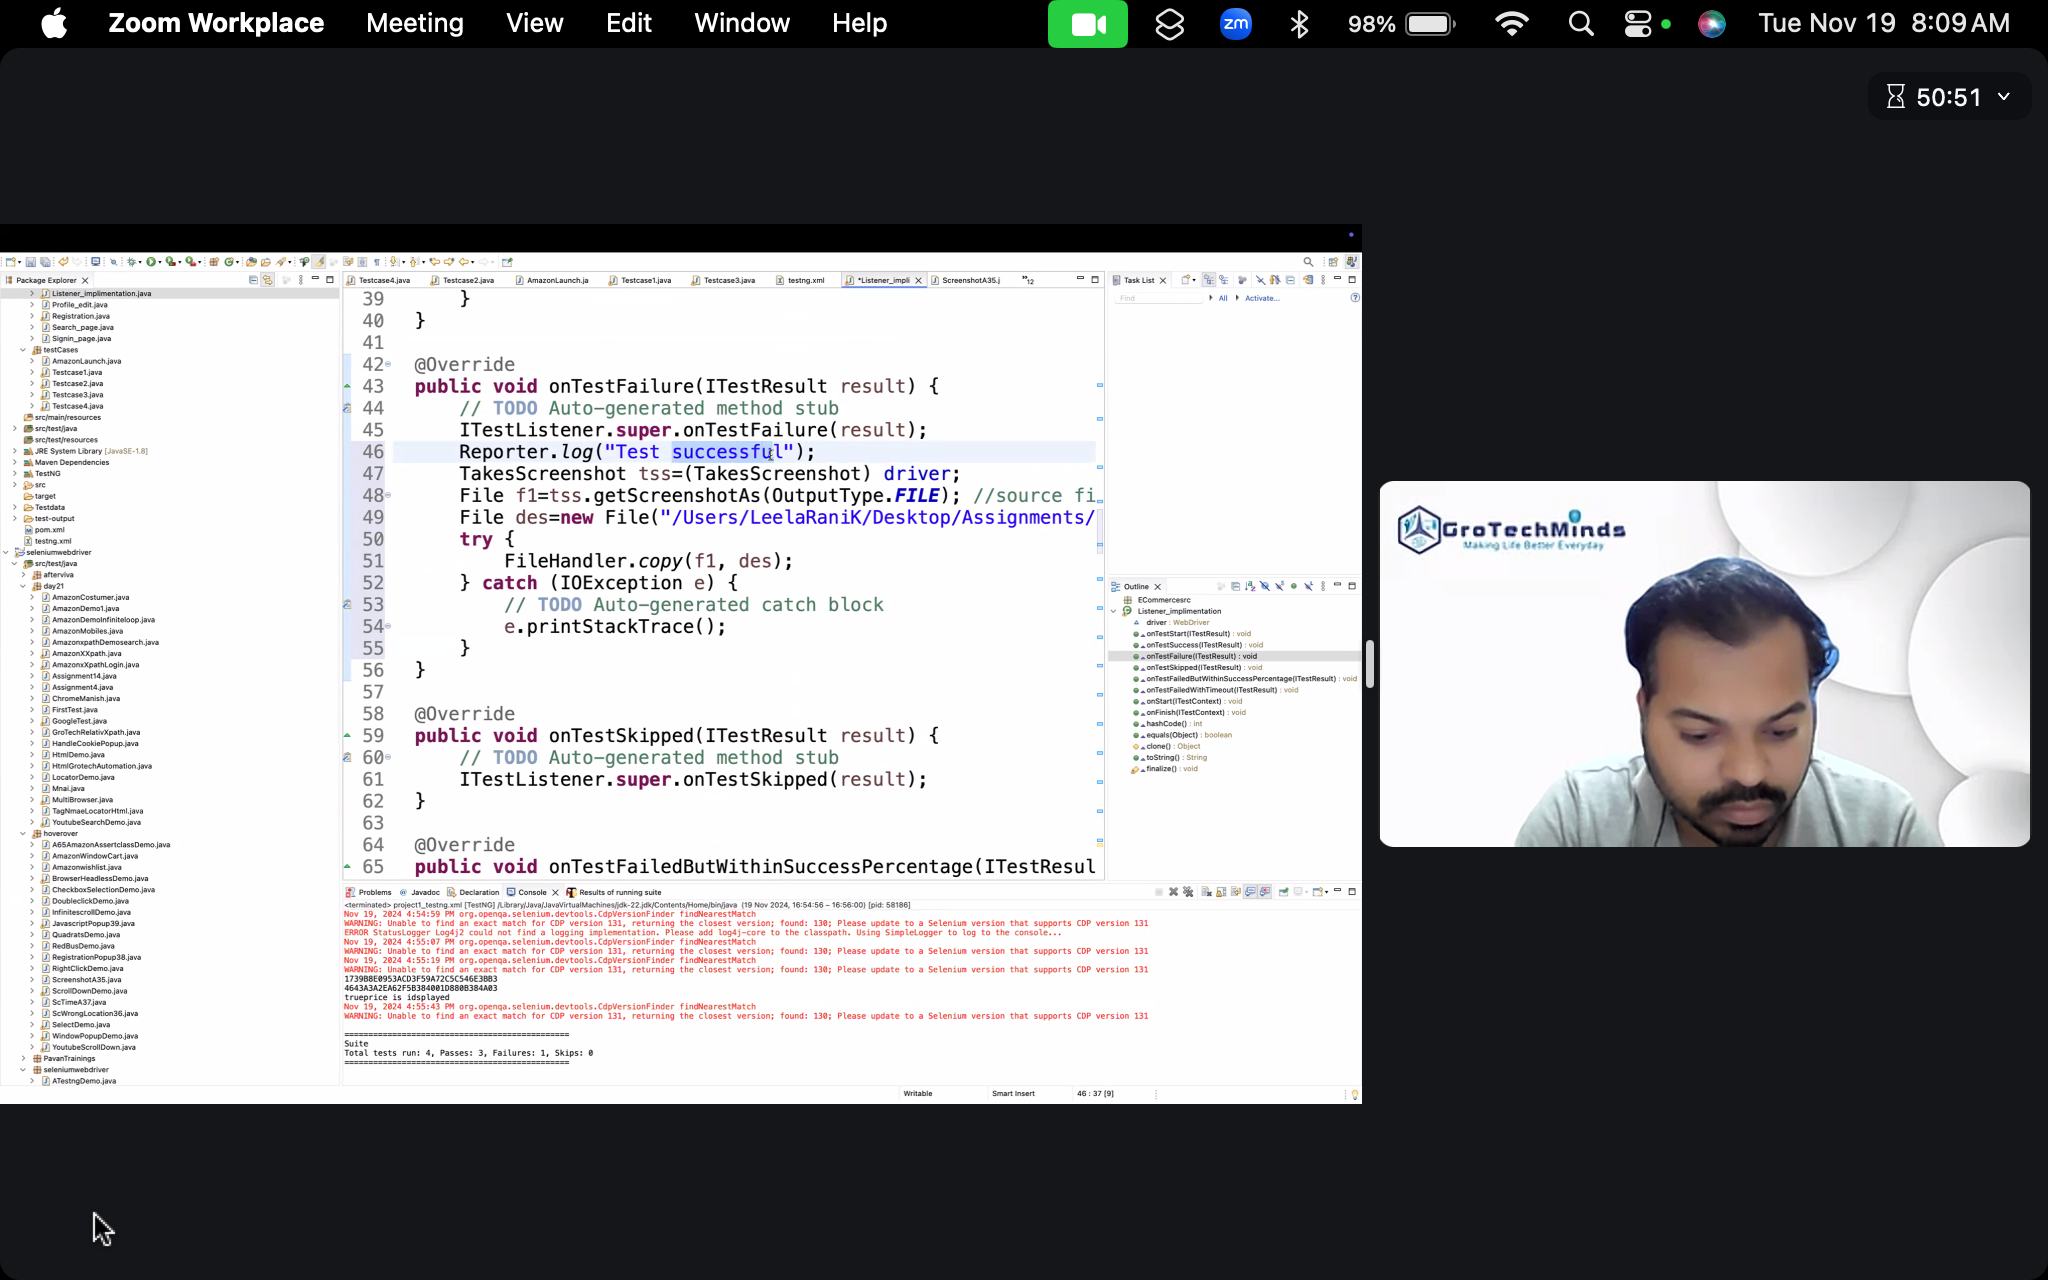 Zoom Workplace Meeting View Edit Window Help zm 98% Tue Nov 19 8:09 AM
50:51
Package Explorer
Listener_implimentation.java
Profile_edit.java
Registration.java
Search_page.java
Signin_page.java
testCases
AmazonLaunch.java
Testcase1.java
Testcase2.java
Testcase3.java
Testcase4.java
src/main/resources
src/test/java
src/test/resources
JRE System Library [JavaSE-1.8]
Maven Dependencies
TestNG
src
target
Testdata
test-output
pom.xml
testng.xml
seleniumwebdriver
src/test/java
afterviva
day21
AmazonCostumer.java
AmazonDemo1.java
AmazonDemoInfiniteloop.java
AmazonMobiles.java
AmazonxpathDemosearch.java
AmazonXXpath.java
AmazonxXpathLogin.java
Assignment14.java
Assignment4.java
ChromeManish.java
FirstTest.java
GoogleTest.java
GroTechRelativXpath.java
HandleCookiePopup.java
HtmlDemo.java
HtmlGrotechAutomation.java
LocatorDemo.java
Mnai.java
MultiBrowser.java
TagNmaeLocatorHtml.java
YoutubeSearchDemo.java
hoverover
A65AmazonAssertclassDemo.java
AmazonWindowCart.java
Amazonwishlist.java
BrowserHeadlessDemo.java
CheckboxSelectionDemo.java
DoubleclickDemo.java
InfinitescrollDemo.java
JavascriptPopup39.java
QuadratsDemo.java
RedBusDemo.java
RegistrationPopup38.java
RightClickDemo.java
ScreenshotA35.java
ScrollDownDemo.java
ScTimeA37.java
ScWrongLocation36.java
SelectDemo.java
WindowPopupDemo.java
YoutubeScrollDown.java
PavanTrainings
seleniumwebdriver
ATestngDemo.java
Testcase4.java Testcase2.java AmazonLaunch.ja Testcase1.java Testcase3.java testng.xml *Listener_impli ScreenshotA35.j »12
39 }
40 }
41
42 @Override
43 public void onTestFailure(ITestResult result) {
44 // TODO Auto-generated method stub
45 ITestListener.super.onTestFailure(result);
46 Reporter.log("Test successful");
47 TakesScreenshot tss=(TakesScreenshot) driver;
48 File f1=tss.getScreenshotAs(OutputType.FILE); //source fi
49 File des=new File("/Users/LeelaRaniK/Desktop/Assignments/
50 try {
51 FileHandler.copy(f1, des);
52 } catch (IOException e) {
53 // TODO Auto-generated catch block
54 e.printStackTrace();
55 }
56 }
57
58 @Override
59 public void onTestSkipped(ITestResult result) {
60 // TODO Auto-generated method stub
61 ITestListener.super.onTestSkipped(result);
62 }
63
64 @Override
65 public void onTestFailedButWithinSuccessPercentage(ITestResul
Task List
Find All Activate...
Outline
ECommercesrc
Listener_implimentation
driver : WebDriver
onTestStart(ITestResult) : void
onTestSuccess(ITestResult) : void
onTestFailure(ITestResult) : void
onTestSkipped(ITestResult) : void
onTestFailedButWithinSuccessPercentage(ITestResult) : void
onTestFailedWithTimeout(ITestResult) : void
onStart(ITestContext) : void
onFinish(ITestContext) : void
hashCode() : int
equals(Object) : boolean
clone() : Object
toString() : String
finalize() : void
Problems Javadoc Declaration Console Results of running suite
<terminated> project1_testng.xml [TestNG] /Library/Java/JavaVirtualMachines/jdk-22.jdk/Contents/Home/bin/java (19 Nov 2024, 16:54:56 – 16:56:00) [pid: 58186]
Nov 19, 2024 4:54:59 PM org.openqa.selenium.devtools.CdpVersionFinder findNearestMatch
WARNING: Unable to find an exact match for CDP version 131, returning the closest version; found: 130; Please update to a Selenium version that supports CDP version 131
ERROR StatusLogger Log4j2 could not find a logging implementation. Please add log4j-core to the classpath. Using SimpleLogger to log to the console...
Nov 19, 2024 4:55:07 PM org.openqa.selenium.devtools.CdpVersionFinder findNearestMatch
WARNING: Unable to find an exact match for CDP version 131, returning the closest version; found: 130; Please update to a Selenium version that supports CDP version 131
Nov 19, 2024 4:55:19 PM org.openqa.selenium.devtools.CdpVersionFinder findNearestMatch
WARNING: Unable to find an exact match for CDP version 131, returning the closest version; found: 130; Please update to a Selenium version that supports CDP version 131
1739B8E0953ACD3F59A72C5C546E3BB3
4643A3A2EA62F5B384001D880B384A03
trueprice is idsplayed
Nov 19, 2024 4:55:43 PM org.openqa.selenium.devtools.CdpVersionFinder findNearestMatch
WARNING: Unable to find an exact match for CDP version 131, returning the closest version; found: 130; Please update to a Selenium version that supports CDP version 131
===============================================
Suite
Total tests run: 4, Passes: 3, Failures: 1, Skips: 0
===============================================
Writable Smart Insert 46 : 37 [9]
GroTechMinds
Making Life Better Everyday